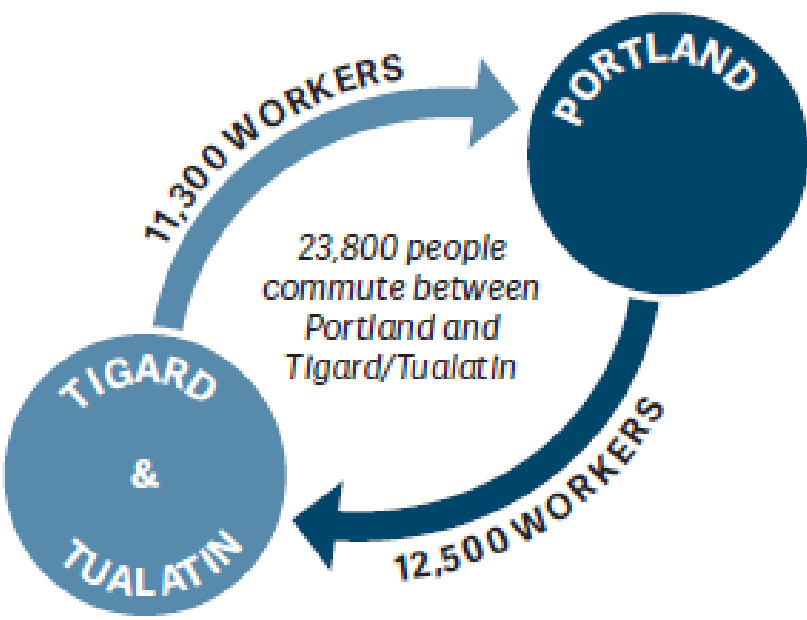 PORTLAND
11,300 WORKERS
23,800 people
commute between
Portland and
Tigard/Tualatin
TIGARD
&
TUALATIN
12,500 WORKERS